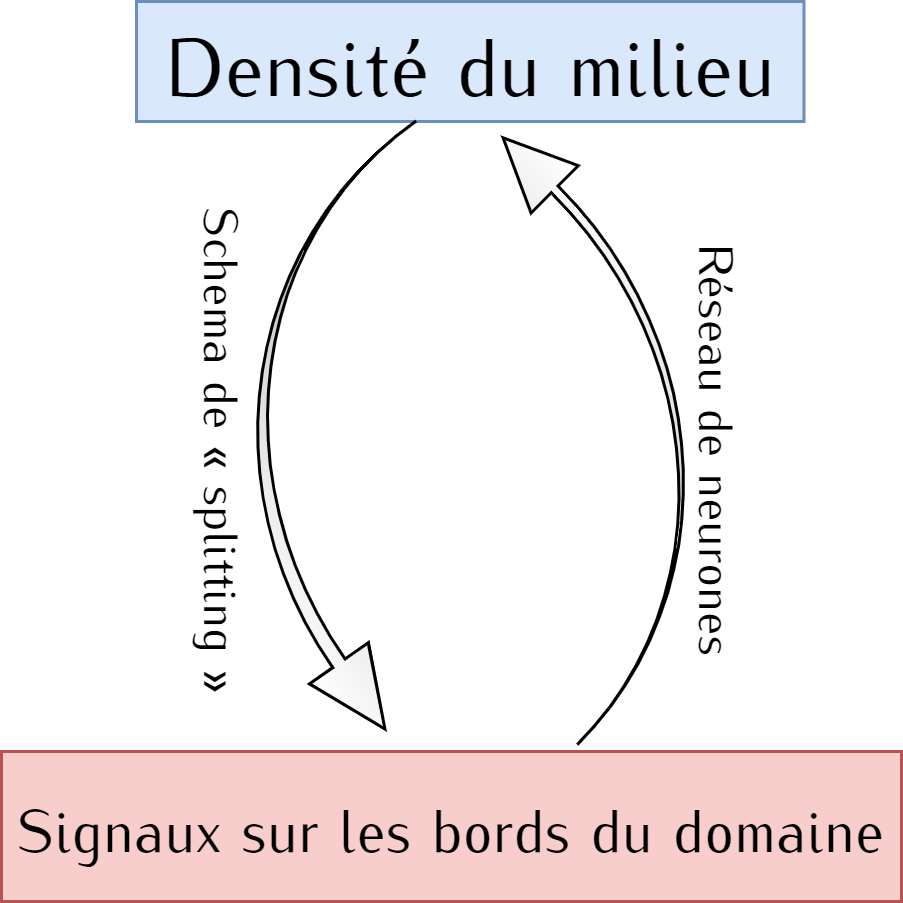 Densité du milieu
Schema de « splitting »
Réseau de neurones
Signaux sur les bords du domaine